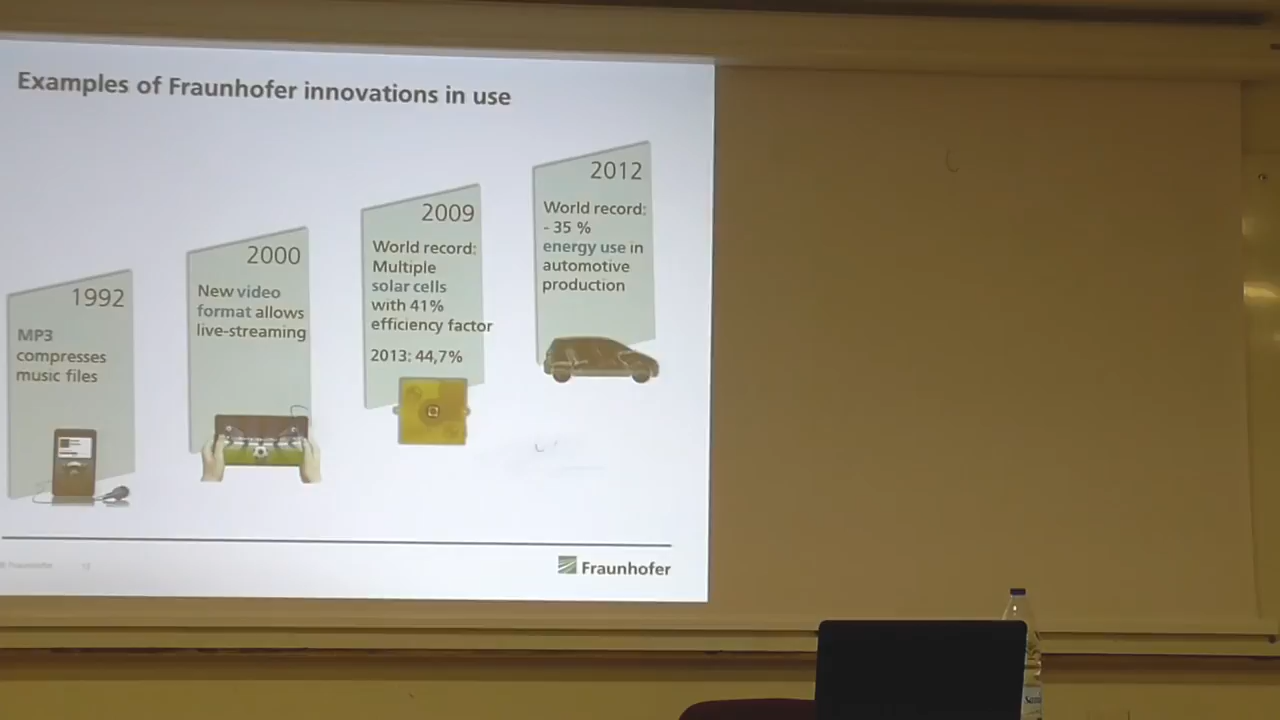 Examples of Fraunhofer innovations in use
1992
MP3
compresses
music files
2000
New video
format allows
live-streaming
2009
World record:
Multiple
solar cells
with 41%
efficiency factor
2013: 44,7%
2012
World record:
- 35 %
energy use in
automotive
production
Fraunhofer
Fraunhofer